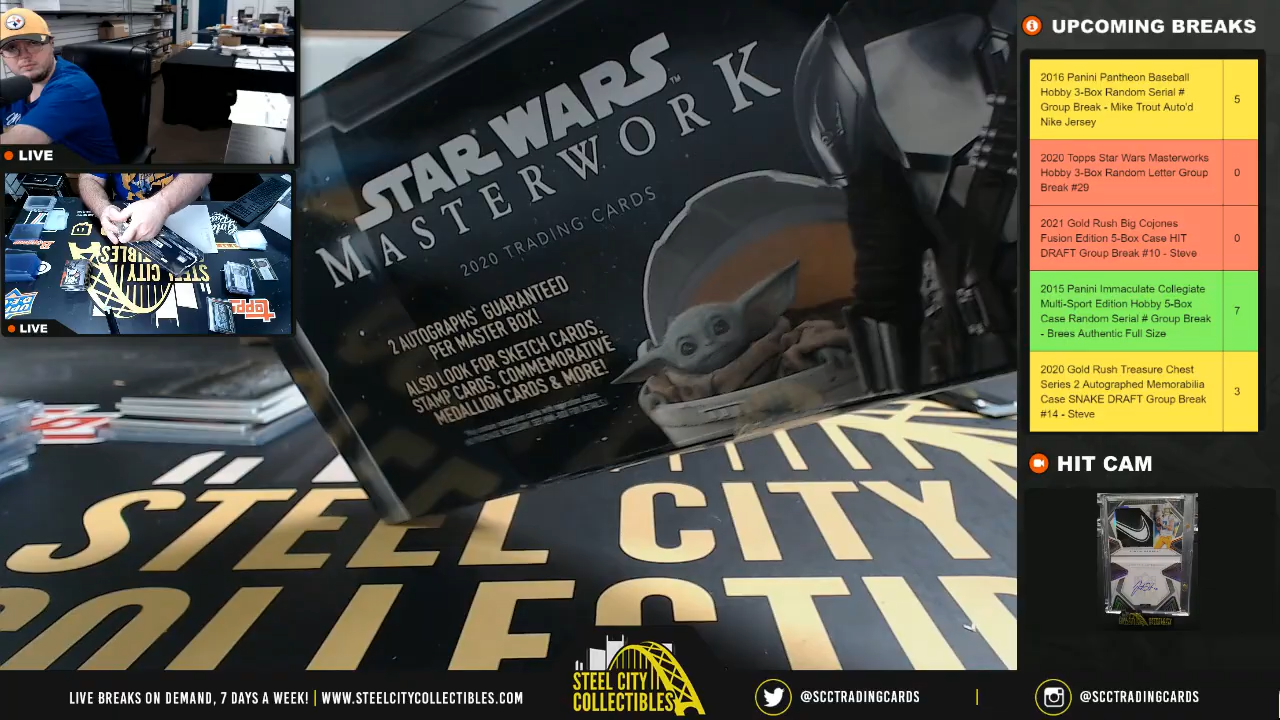 LIVE
LIVE
STAR WARS™
MASTERWORK
2020 TRADING CARDS
2 AUTOGRAPHS GUARANTEED
PER MASTER BOX!
ALSO LOOK FOR SKETCH CARDS,
STAMP CARDS, COMMEMORATIVE
MEDALLION CARDS & MORE!
STEEL CITY
COLLECTIB
STEEL CITY
topps
UPCOMING BREAKS
2016 Panini Pantheon Baseball
Hobby 3-Box Random Serial #
Group Break - Mike Trout Auto'd
Nike Jersey
5
2020 Topps Star Wars Masterworks
Hobby 3-Box Random Letter Group
Break #29
0
2021 Gold Rush Big Cojones
Fusion Edition 5-Box Case HIT
DRAFT Group Break #10 - Steve
0
2015 Panini Immaculate Collegiate
Multi-Sport Edition Hobby 5-Box
Case Random Serial # Group Break
- Brees Authentic Full Size
7
2020 Gold Rush Treasure Chest
Series 2 Autographed Memorabilia
Case SNAKE DRAFT Group Break
#14 - Steve
3
HIT CAM
LIVE BREAKS ON DEMAND, 7 DAYS A WEEK! | WWW.STEELCITYCOLLECTIBLES.COM
STEEL CITY
COLLECTIBLES
@SCCTRADINGCARDS
|
@SCCTRADINGCARDS